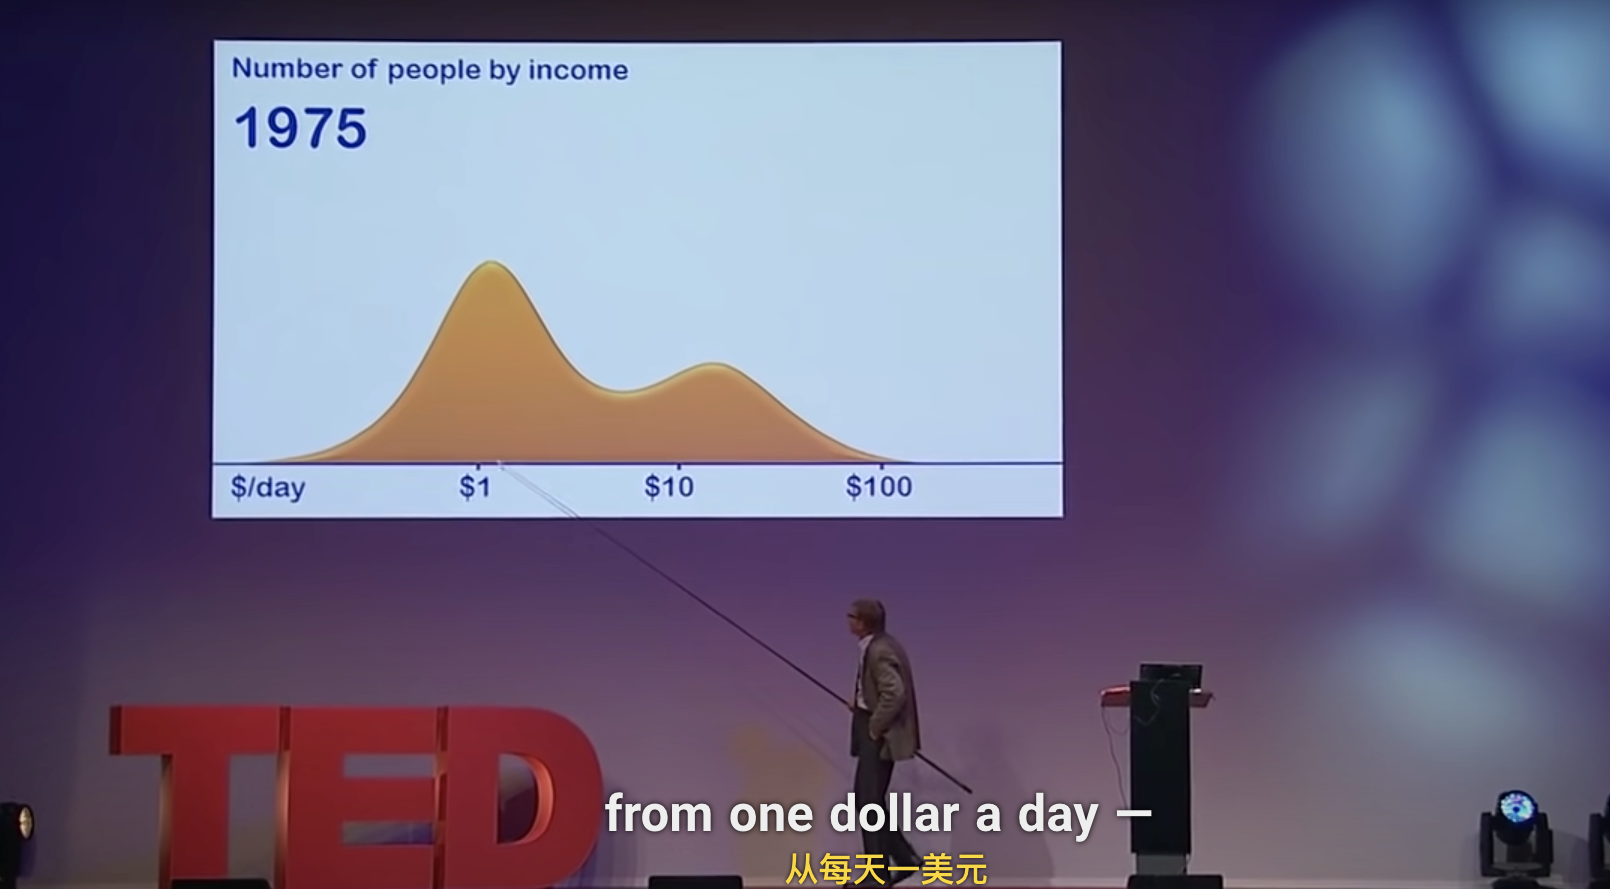 Number of people by income
1975
$/day $1 $10 $100
TED
from one dollar a day —
从每天一美元